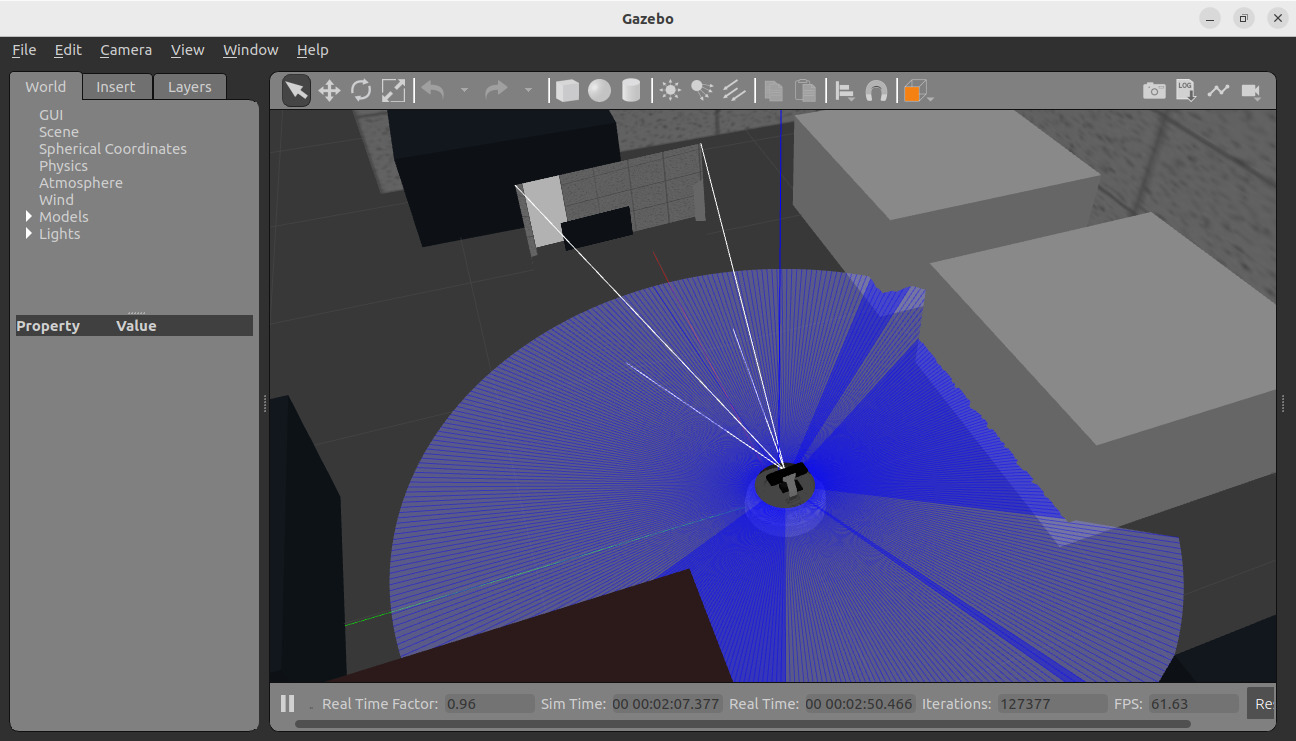 Gazebo
File Edit Camera View Window Help
World Insert Layers
LOG
GUI
Scene
Spherical Coordinates
Physics
Atmosphere
Wind
Models
Lights
Property Value
Real Time Factor: 0.96 Sim Time: 00 00:02:07.377 Real Time: 00 00:02:50.466 Iterations: 127377 FPS: 61.63 Re